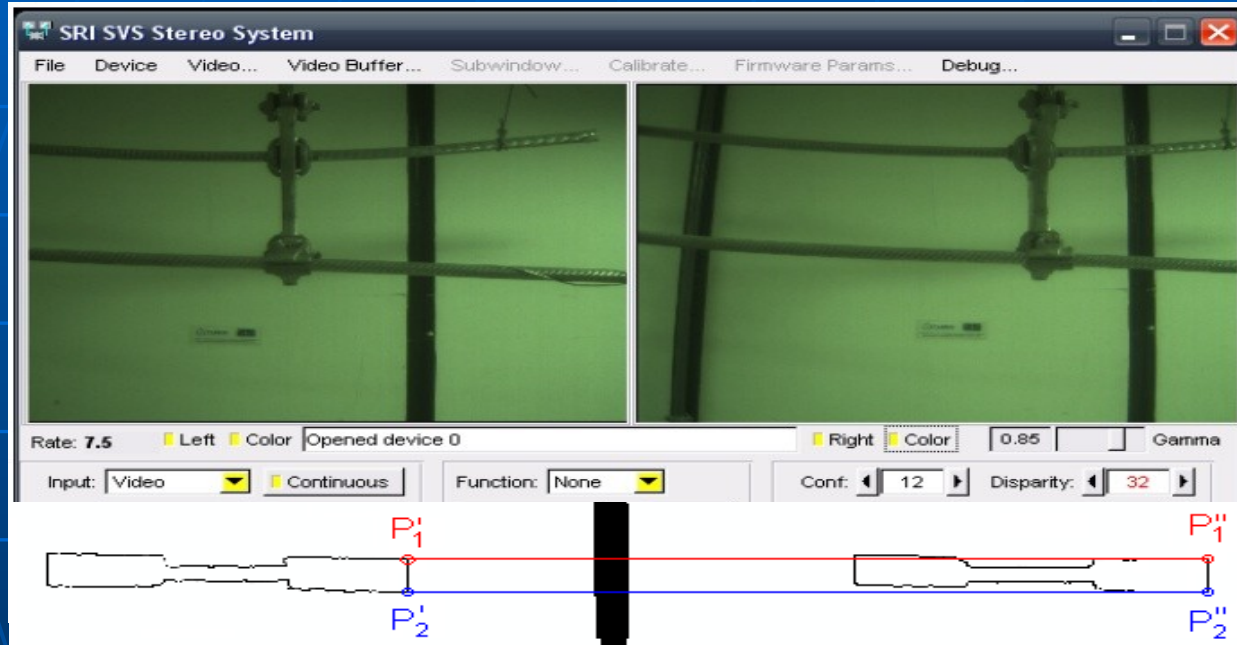 SRI SVS Stereo System
File Device Video... Video Buffer... Subwindow... Calibrate... Firmware Params... Debug...
Rate: 7.5 Left Color Opened device 0 Right Color 0.85 Gamma
Input: Video Continuous Function: None Conf: 12 Disparity: 32
P'1 P''1
P'2 P''2